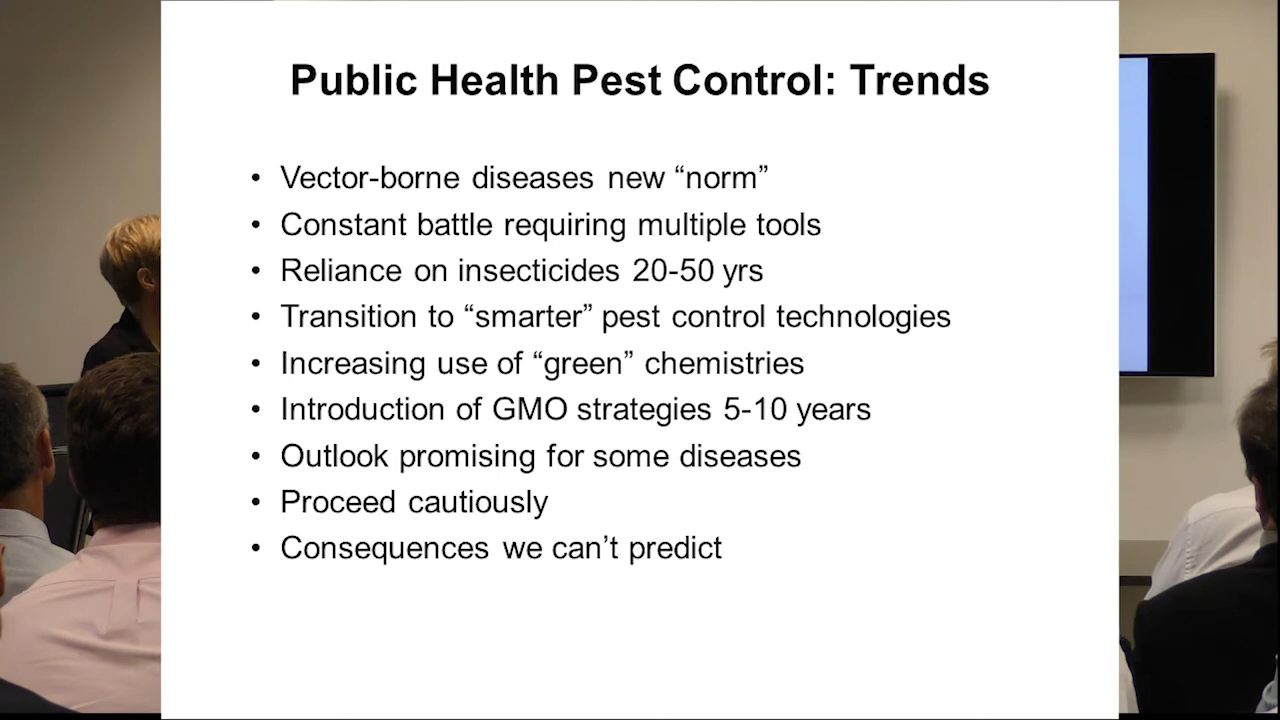 Public Health Pest Control: Trends
• Vector-borne diseases new “norm”
• Constant battle requiring multiple tools
• Reliance on insecticides 20-50 yrs
• Transition to “smarter” pest control technologies
• Increasing use of “green” chemistries
• Introduction of GMO strategies 5-10 years
• Outlook promising for some diseases
• Proceed cautiously
• Consequences we can’t predict